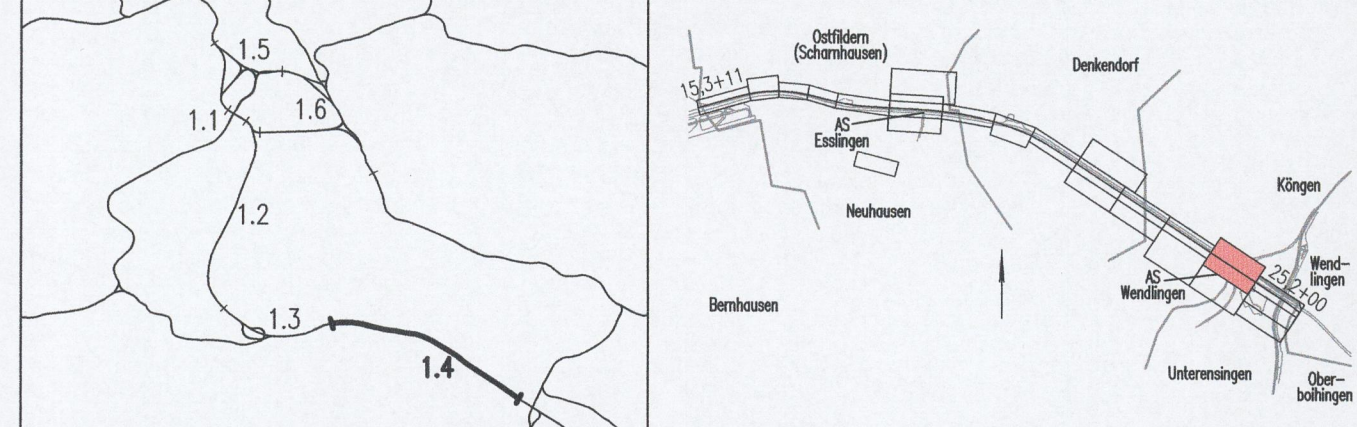 1.5
1.6
1.1
1.2
1.3
1.4
Ostfildern
(Scharnhausen)
Denkendorf
15,3+11
AS
Esslingen
Köngen
Neuhausen
Wend-
lingen
AS
Wendlingen
25,2+00
Bernhausen
Unterensingen
Ober-
boihingen